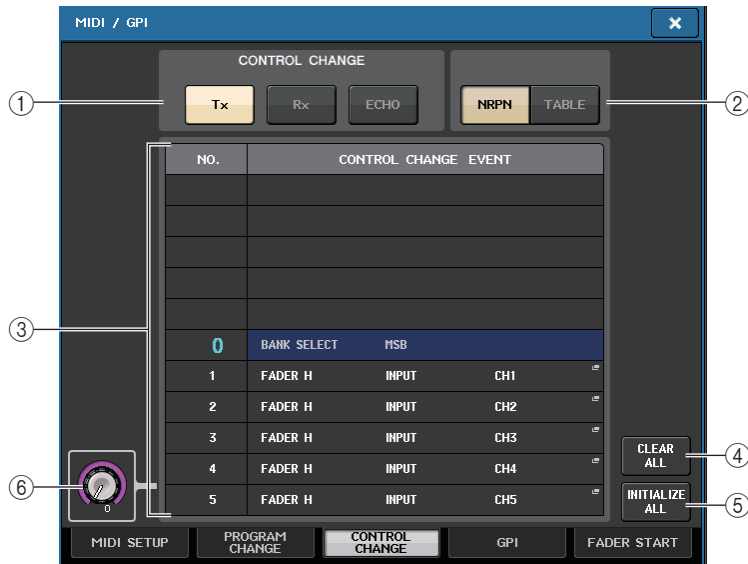 MIDI / GPI
×
CONTROL CHANGE
Tx Rx ECHO
NRPN TABLE
① ②
NO. CONTROL CHANGE EVENT
③
0 BANK SELECT MSB
1 FADER H INPUT CH1
2 FADER H INPUT CH2
3 FADER H INPUT CH3
4 FADER H INPUT CH4
5 FADER H INPUT CH5
CLEAR
ALL
④
INITIALIZE
ALL
⑤
⑥
0
MIDI SETUP
PROGRAM
CHANGE
CONTROL
CHANGE
GPI
FADER START